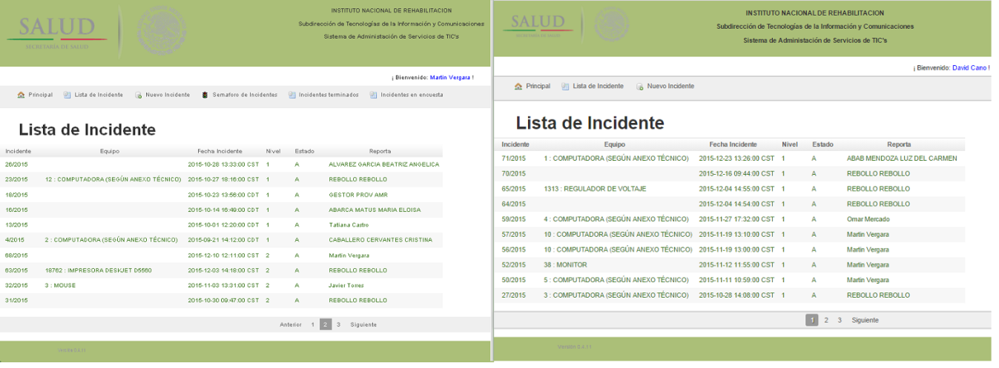 SALUD
SECRETARÍA DE SALUD
INSTITUTO NACIONAL DE REHABILITACION
Subdirección de Tecnologías de la Información y Comunicaciones
Sistema de Administación de Servicios de TIC's
¡ Bienvenido: Martin Vergara !
Principal Lista de Incidente Nuevo Incidente Semaforo de Incidentes Incidentes terminados Incidentes en encuesta
Lista de Incidente
Incidente Equipo Fecha Incidente Nivel Estado Reporta
26/2015 2015-10-28 13:33:00 CST 1 A ALVAREZ GARCIA BEATRIZ ANGELICA
23/2015 12 : COMPUTADORA (SEGÚN ANEXO TÉCNICO) 2015-10-27 18:16:00 CST 1 A REBOLLO REBOLLO
18/2015 2015-10-23 13:56:00 CDT 1 A GESTOR PROV AMR
16/2015 2015-10-14 16:49:00 CDT 1 A ABARCA MATUS MARIA ELOISA
13/2015 2015-10-01 12:20:00 CDT 1 A Tatiana Castro
4/2015 2 : COMPUTADORA (SEGÚN ANEXO TÉCNICO) 2015-09-21 14:12:00 CDT 1 A CABALLERO CERVANTES CRISTINA
68/2015 2015-12-10 12:11:00 CST 2 A Martin Vergara
63/2015 18762 : IMPRESORA DESKJET D5560 2015-12-03 14:18:00 CST 2 A REBOLLO REBOLLO
32/2015 3 : MOUSE 2015-11-03 13:31:00 CST 2 A Javier Torres
31/2015 2015-10-30 09:47:00 CST 2 A REBOLLO REBOLLO
Anterior 1 2 3 Siguiente
SALUD
SECRETARÍA DE SALUD
INSTITUTO NACIONAL DE REHABILITACION
Subdirección de Tecnologías de la Información y Comunicaciones
Sistema de Administación de Servicios de TIC's
¡ Bienvenido: David Cano !
Principal Lista de Incidente Nuevo Incidente
Lista de Incidente
Incidente Equipo Fecha Incidente Nivel Estado Reporta
71/2015 1 : COMPUTADORA (SEGÚN ANEXO TÉCNICO) 2015-12-23 13:26:00 CST 1 A ABAB MENDOZA LUZ DEL CARMEN
70/2015 2015-12-16 09:44:00 CST 1 A REBOLLO REBOLLO
65/2015 1313 : REGULADOR DE VOLTAJE 2015-12-04 14:55:00 CST 1 A REBOLLO REBOLLO
64/2015 2015-12-04 14:54:00 CST 1 A REBOLLO REBOLLO
59/2015 4 : COMPUTADORA (SEGÚN ANEXO TÉCNICO) 2015-11-27 17:32:00 CST 1 A Omar Mercado
57/2015 10 : COMPUTADORA (SEGÚN ANEXO TÉCNICO) 2015-11-19 13:10:00 CST 1 A Martin Vergara
56/2015 10 : COMPUTADORA (SEGÚN ANEXO TÉCNICO) 2015-11-19 13:00:00 CST 1 A Martin Vergara
52/2015 38 : MONITOR 2015-11-12 11:55:00 CST 1 A Martin Vergara
50/2015 5 : COMPUTADORA (SEGÚN ANEXO TÉCNICO) 2015-11-11 10:59:00 CST 1 A Martin Vergara
27/2015 3 : COMPUTADORA (SEGÚN ANEXO TÉCNICO) 2015-10-28 14:08:00 CST 1 A REBOLLO REBOLLO
1 2 3 Siguiente